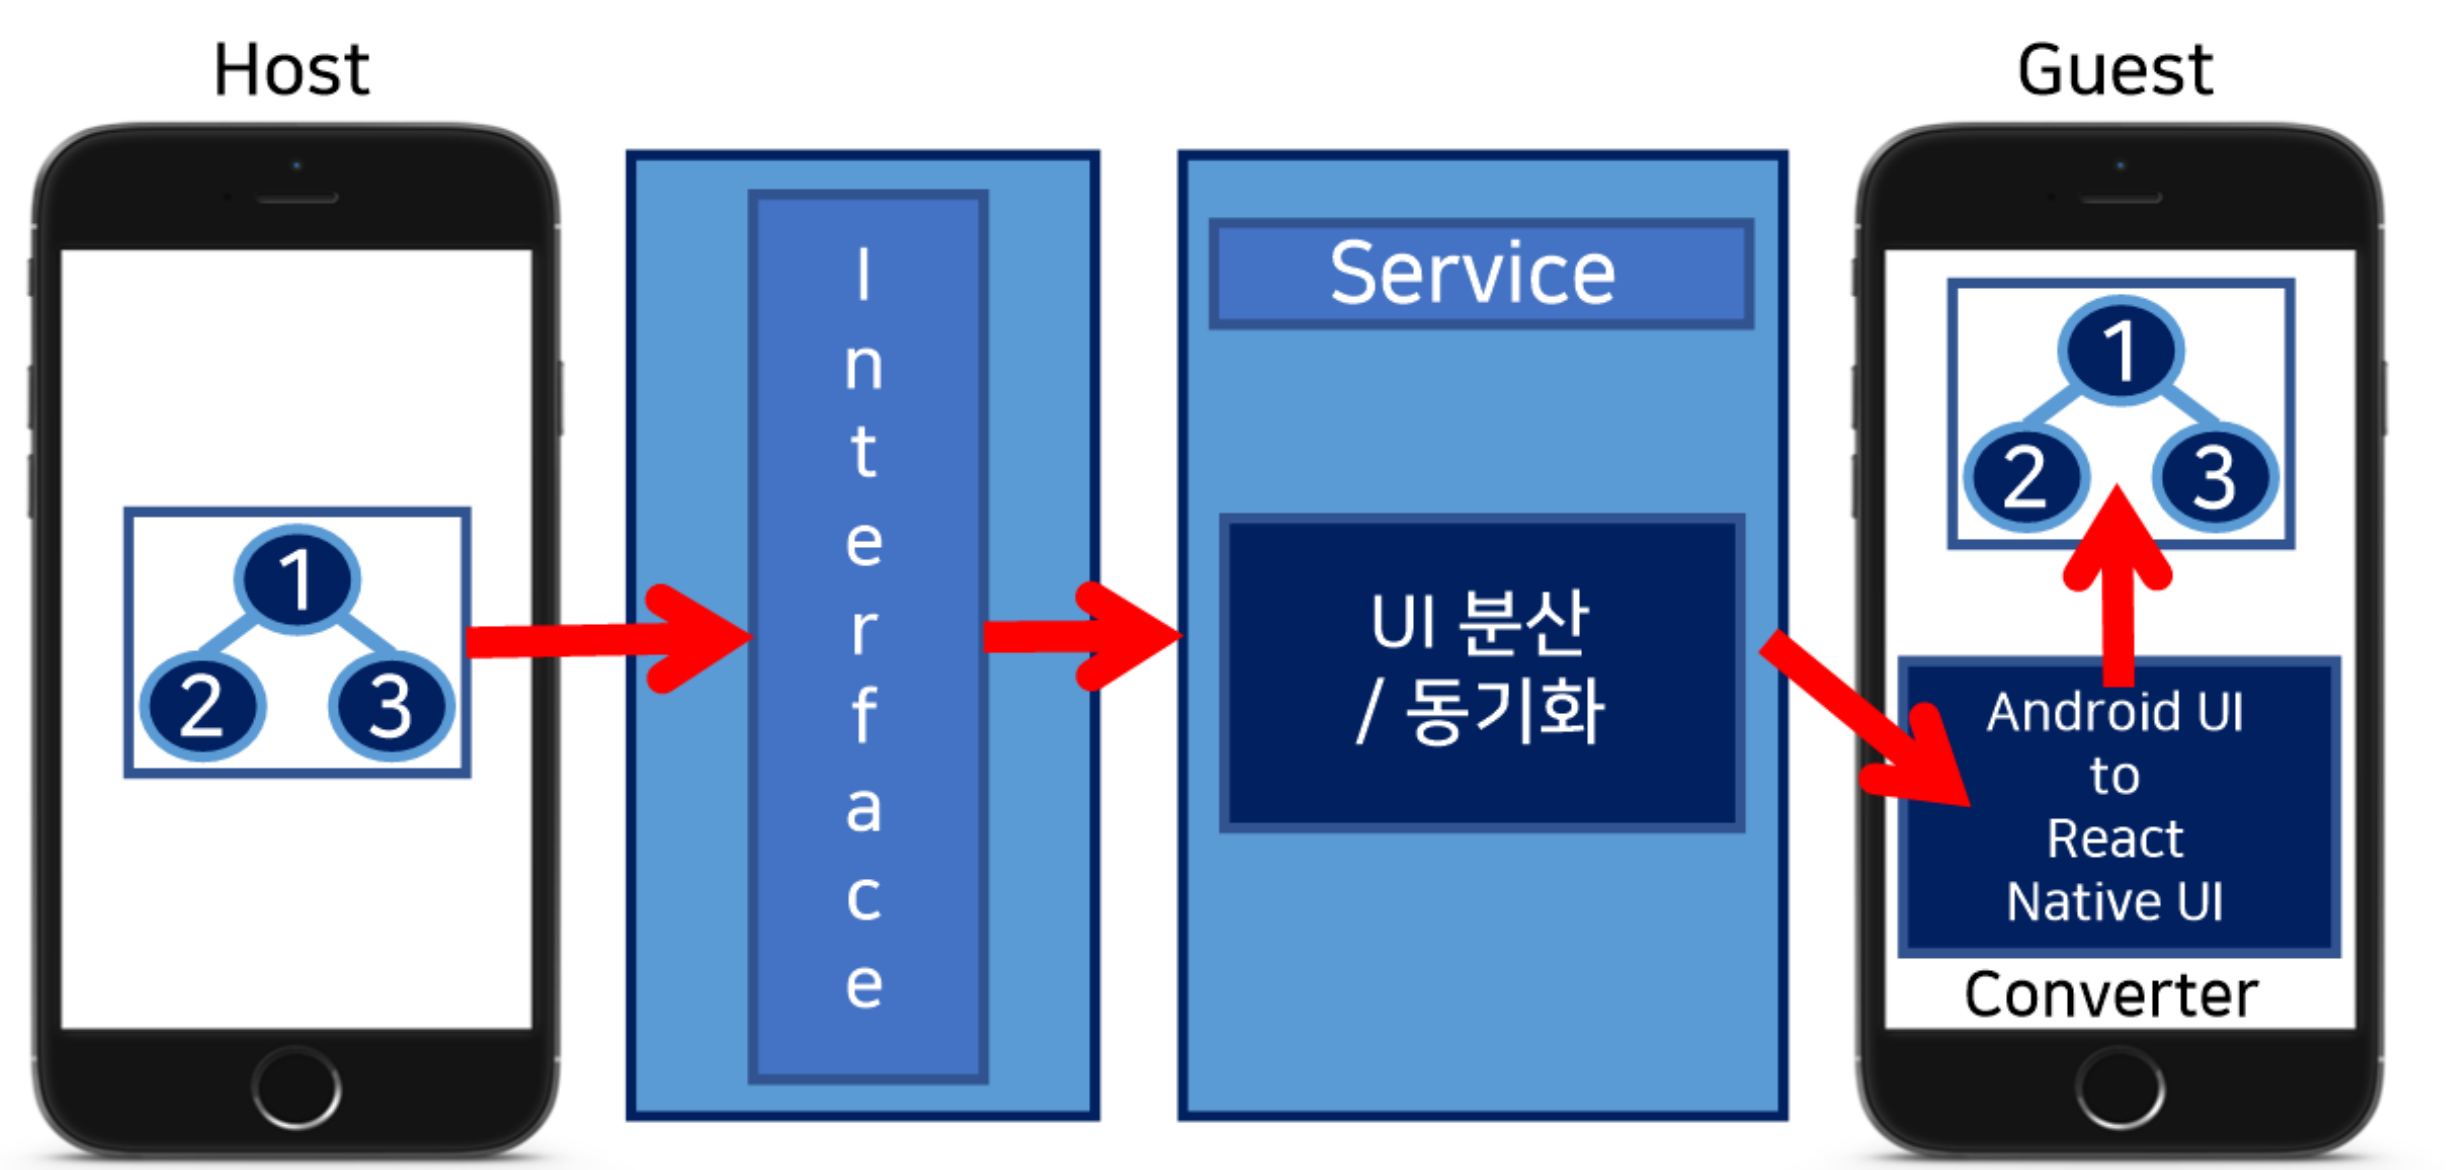 Host
1
2
3
Interface
Service
UI 분산
/ 동기화
Guest
1
2
3
Android UI
to
React
Native UI
Converter